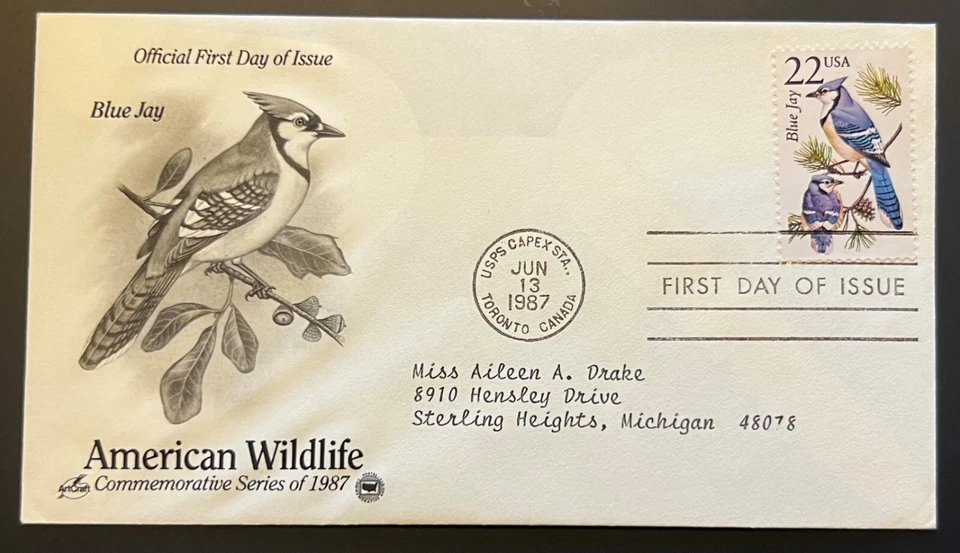 Official First Day of Issue
Blue Jay
22 USA
Blue Jay
USPS CAPEX STA.,
JUN
13
1987
TORONTO CANADA
FIRST DAY OF ISSUE
Miss Aileen A. Drake
8910 Hensley Drive
Sterling Heights, Michigan 48078
American Wildlife
ArtCraft
Commemorative Series of 1987